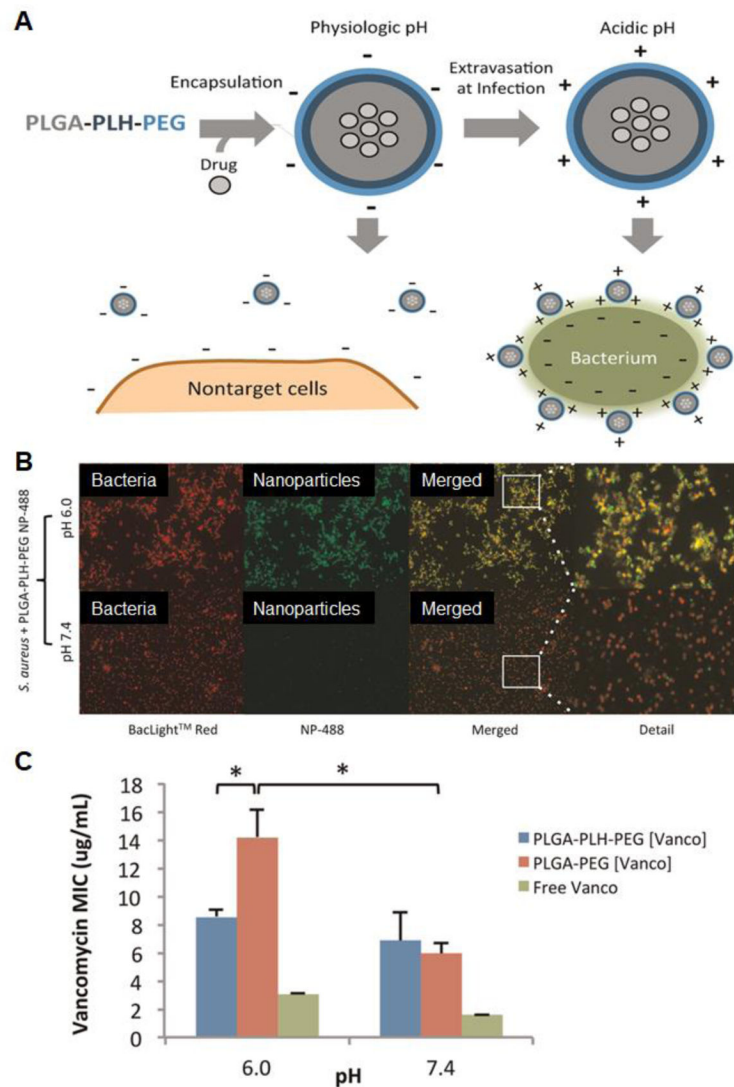 A
Physiologic pH
Acidic pH
Encapsulation
Extravasation
at Infection
PLGA-PLH-PEG
Drug
Nontarget cells
Bacterium
B
S. aureus + PLGA-PLH-PEG NP-488
pH 6.0
Bacteria
Nanoparticles
Merged
pH 7.4
Bacteria
Nanoparticles
Merged
BacLight™ Red
NP-488
Merged
Detail
C
*
*
Vancomycin MIC (ug/mL)
18
16
14
12
10
8
6
4
2
0
PLGA-PLH-PEG [Vanco]
PLGA-PEG [Vanco]
Free Vanco
6.0
7.4
pH